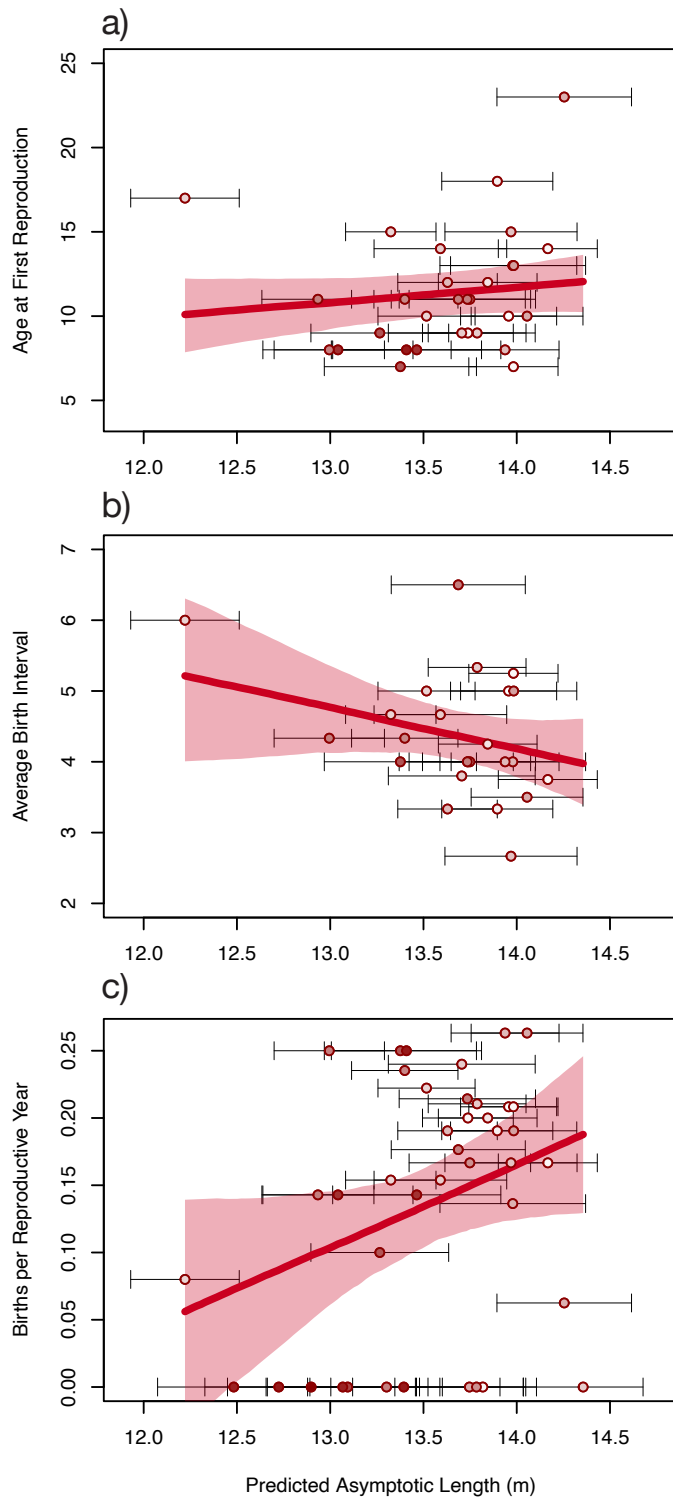 a)
25
20
15
10
5
Age at First Reproduction
12.0 12.5 13.0 13.5 14.0 14.5
b)
7
6
5
4
3
2
Average Birth Interval
12.0 12.5 13.0 13.5 14.0 14.5
c)
0.25
0.20
0.15
0.10
0.05
0.00
Births per Reproductive Year
12.0 12.5 13.0 13.5 14.0 14.5
Predicted Asymptotic Length (m)